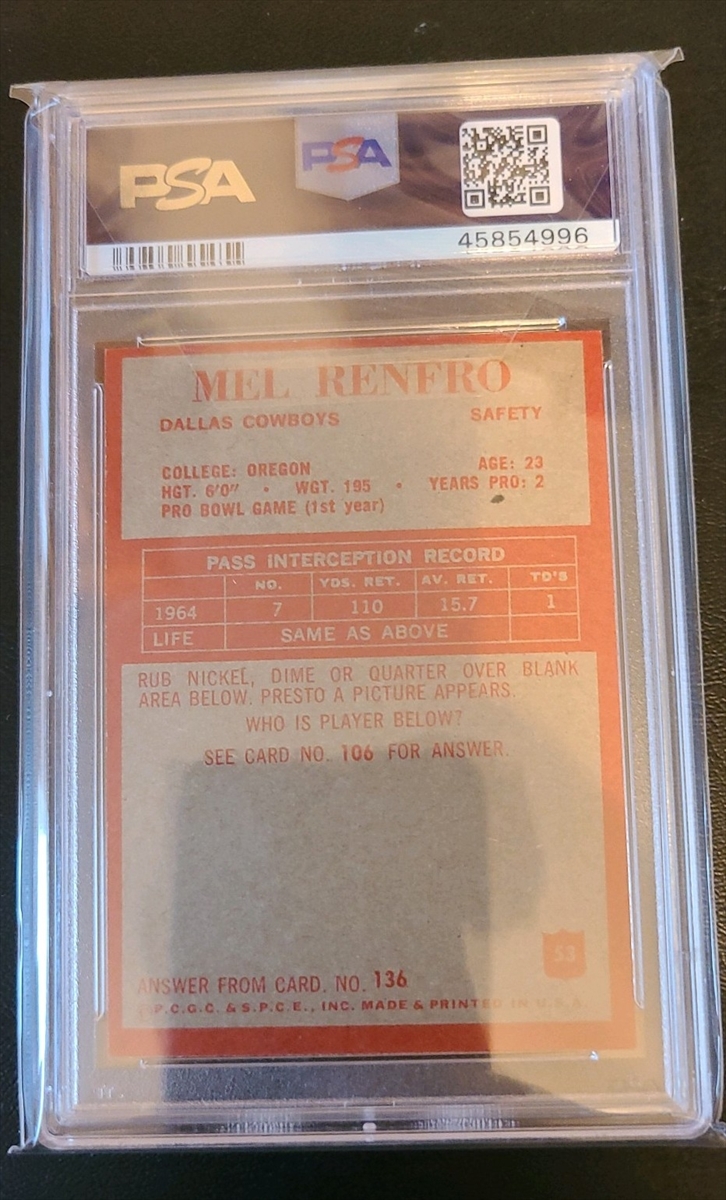 PSA PSA
45854996
MEL RENFRO
DALLAS COWBOYS SAFETY
COLLEGE: OREGON AGE: 23
HGT. 6'0" • WGT. 195 • YEARS PRO: 2
PRO BOWL GAME (1st year)
PASS INTERCEPTION RECORD
NO. YDS. RET. AV. RET. TD'S
1964 7 110 15.7 1
LIFE SAME AS ABOVE
RUB NICKEL, DIME OR QUARTER OVER BLANK
AREA BELOW. PRESTO A PICTURE APPEARS.
WHO IS PLAYER BELOW?
SEE CARD NO. 106 FOR ANSWER.
53
ANSWER FROM CARD. NO. 136
P.C.G.C. & S.P.C.E., INC. MADE & PRINTED IN U.S.A.